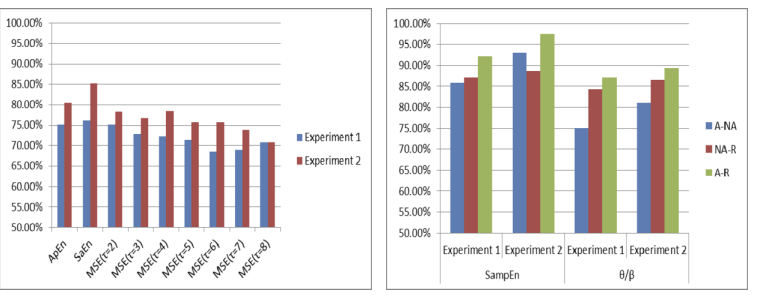 100.00%
95.00%
90.00%
85.00%
80.00%
75.00%
70.00%
65.00%
60.00%
55.00%
50.00%
ApEn
SaEn
MSE(τ=2)
MSE(τ=3)
MSE(τ=4)
MSE(τ=5)
MSE(τ=6)
MSE(τ=7)
MSE(τ=8)
Experiment 1
Experiment 2
100.00%
95.00%
90.00%
85.00%
80.00%
75.00%
70.00%
65.00%
60.00%
55.00%
50.00%
Experiment 1 Experiment 2 Experiment 1 Experiment 2
SampEn θ/β
A-NA
NA-R
A-R